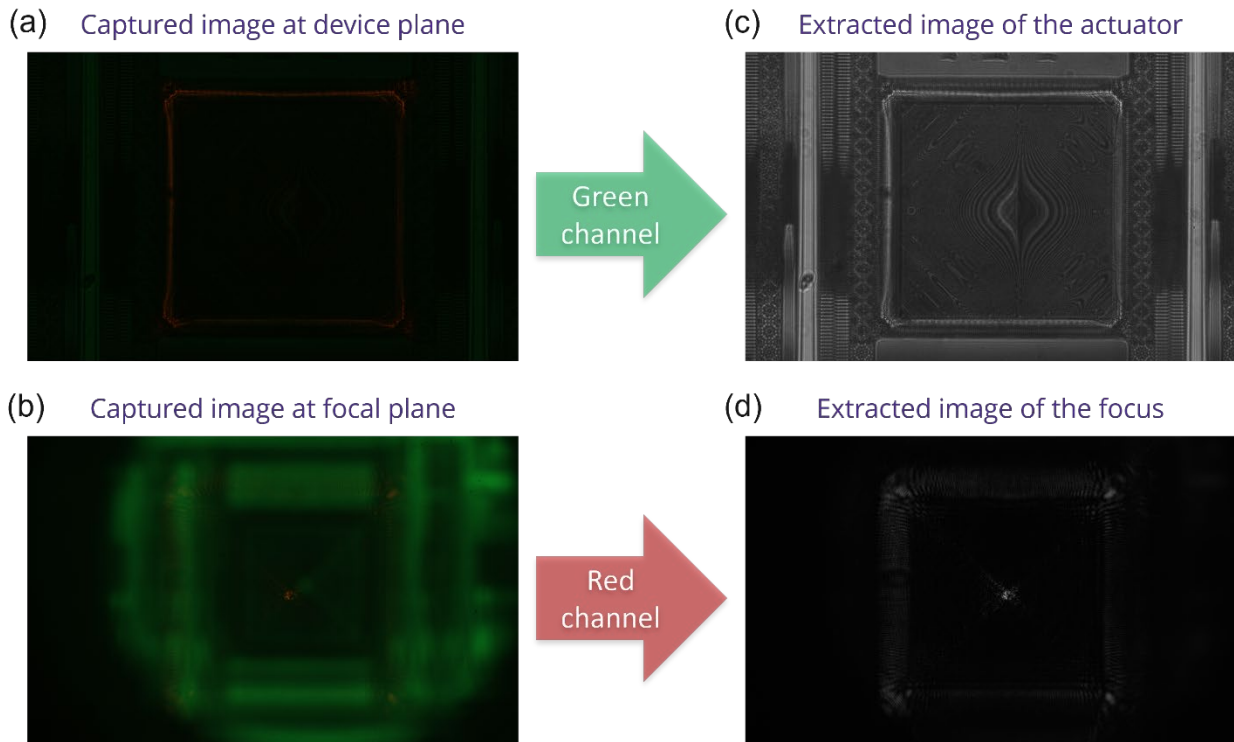 (a) Captured image at device plane
(c) Extracted image of the actuator
Green
channel
(b) Captured image at focal plane
(d) Extracted image of the focus
Red
channel